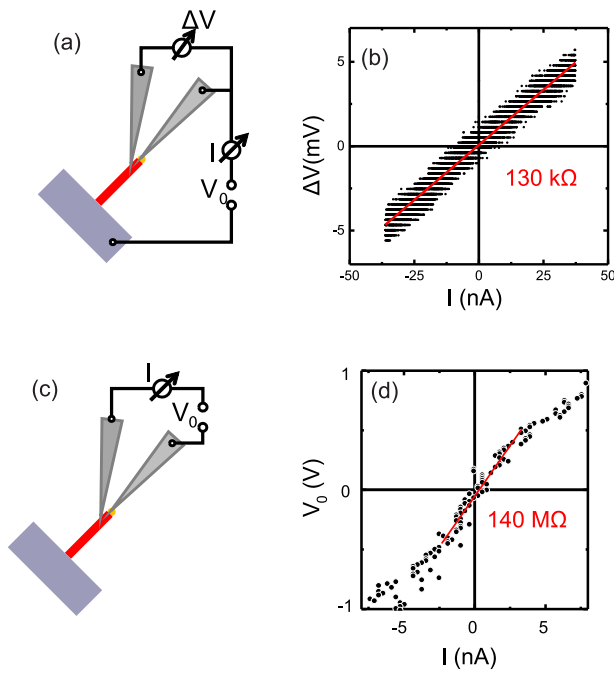 (a)
ΔV
I
V₀
(b)
ΔV(mV)
5
0
-5
130 kΩ
-50 -25 0 25 50
I (nA)
(c)
I
V₀
(d)
V₀ (V)
1
0
-1
140 MΩ
-5 0 5
I (nA)